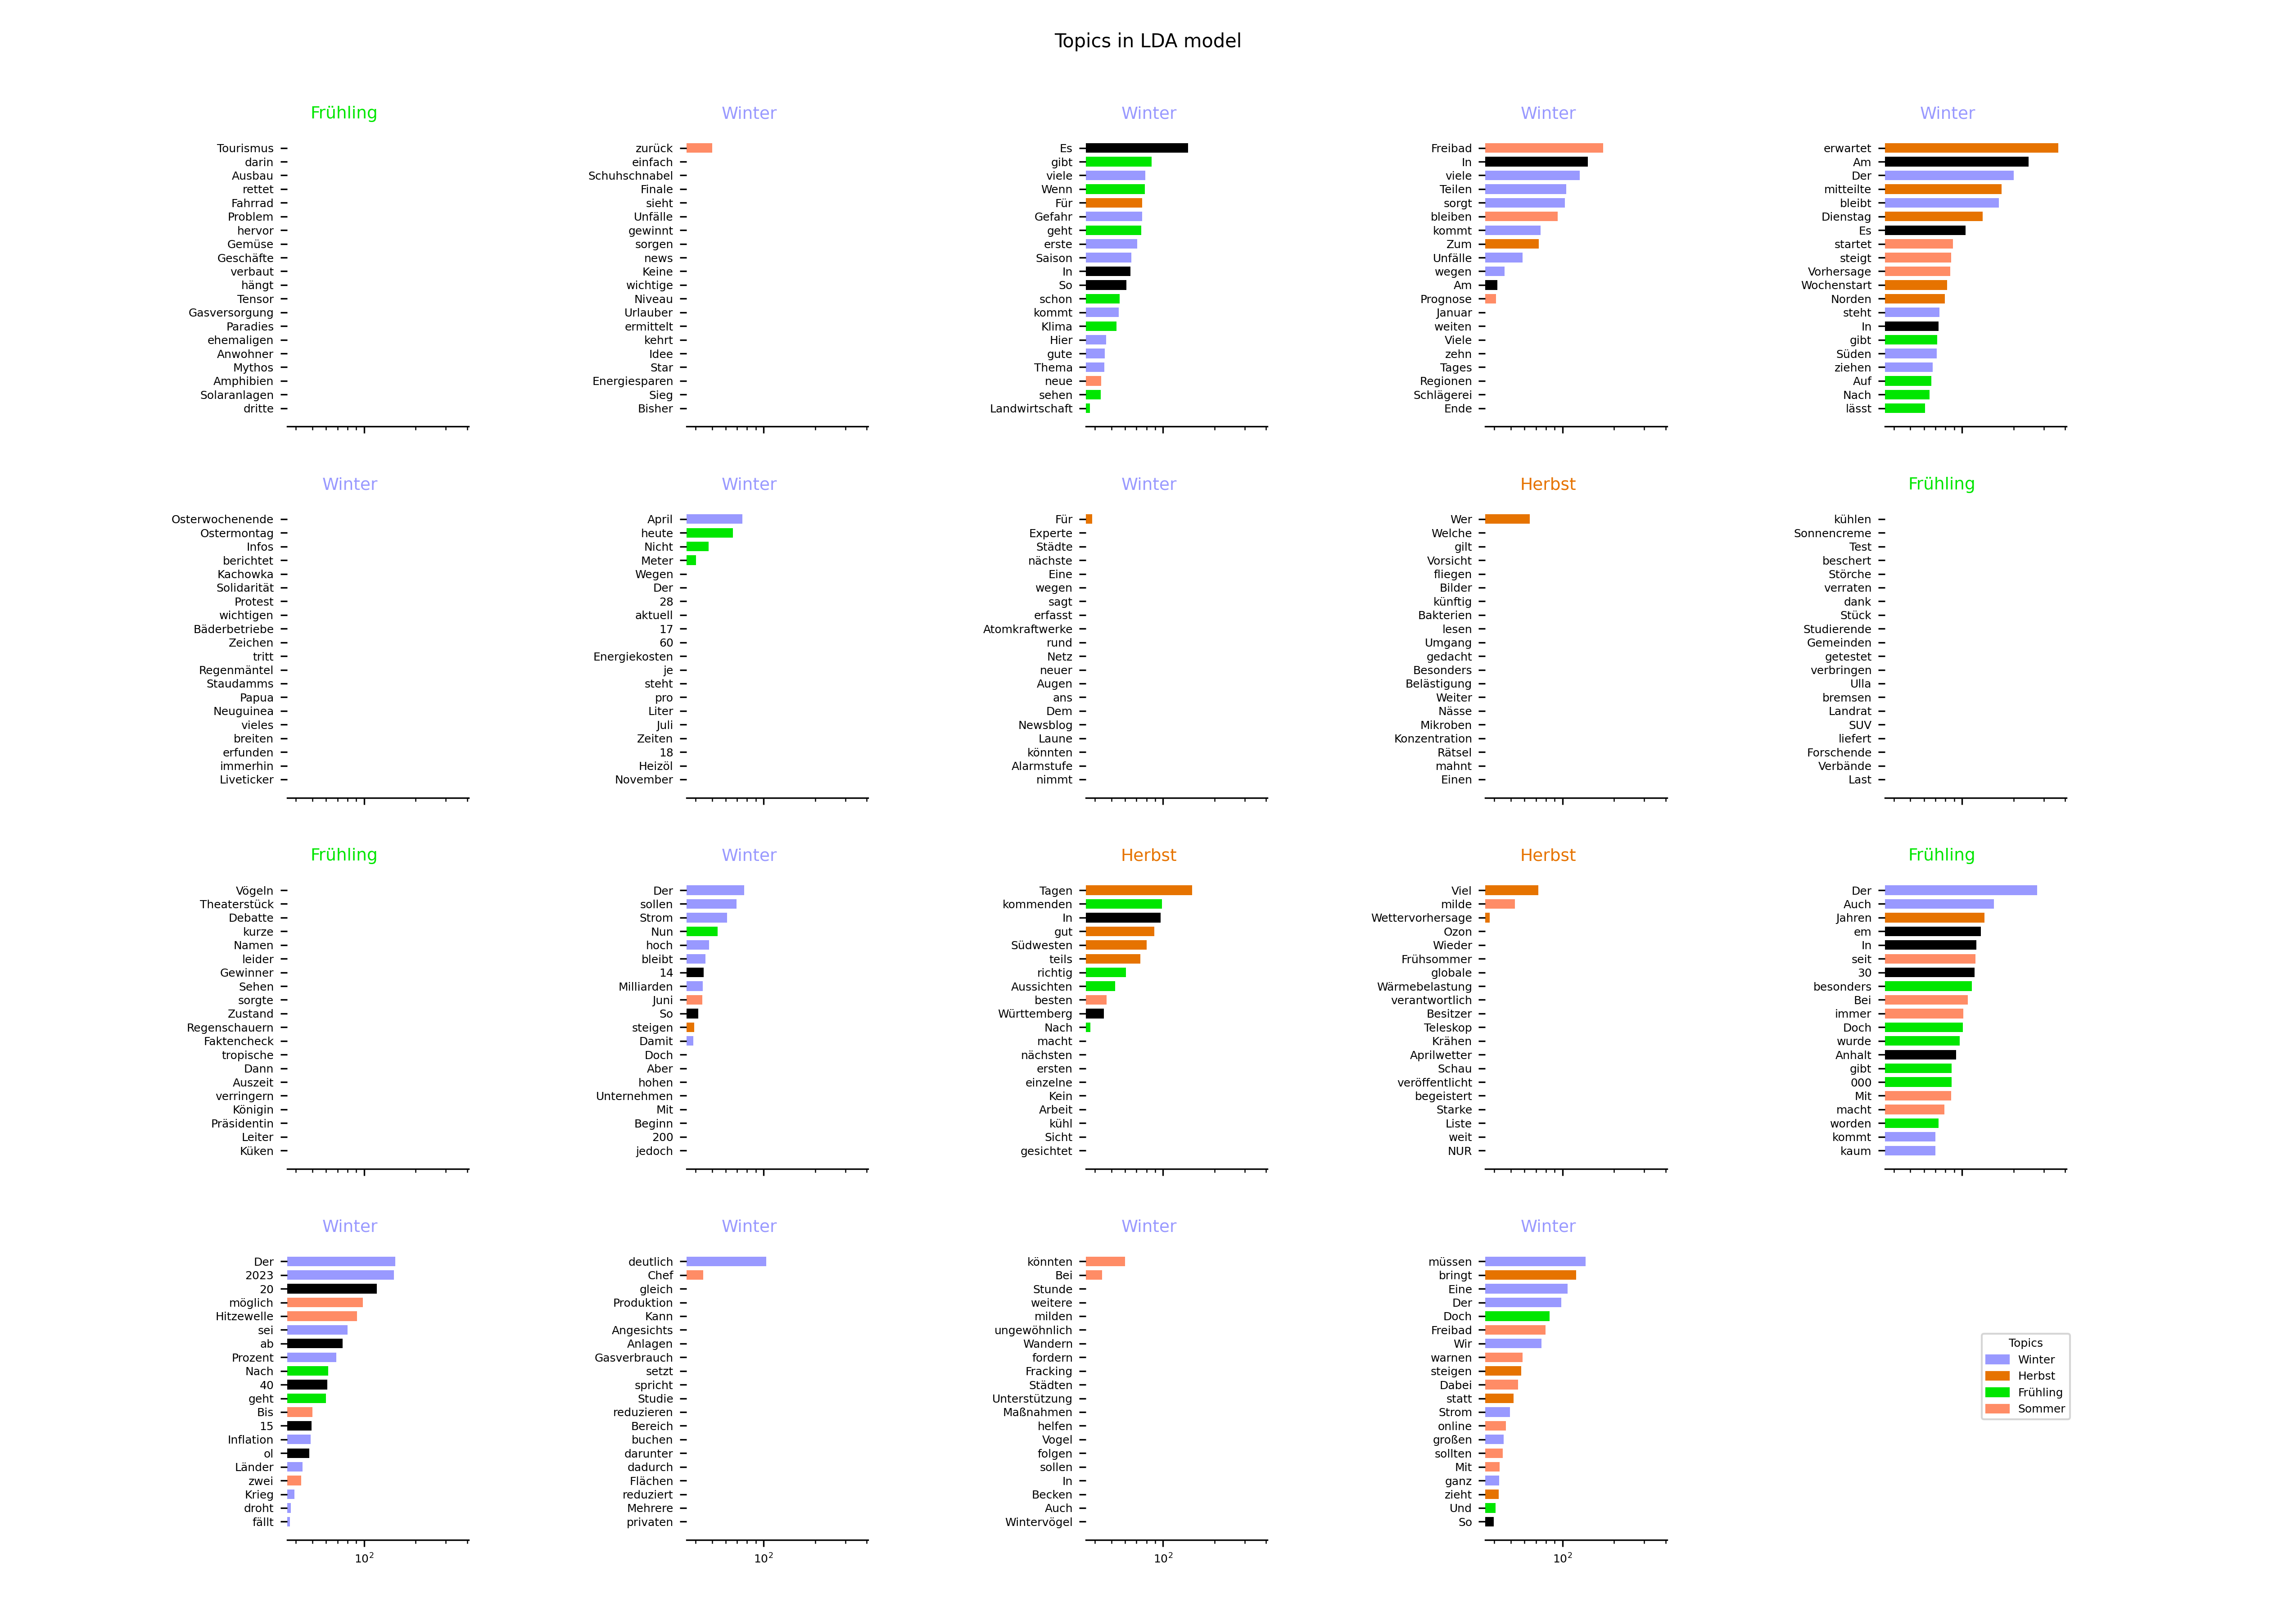 Topics in LDA model
Frühling
Tourismus
darin
Ausbau
rettet
Fahrrad
Problem
hervor
Gemüse
Geschäfte
verbaut
hängt
Tensor
Gasversorgung
Paradies
ehemaligen
Anwohner
Mythos
Amphibien
Solaranlagen
dritte
Winter
zurück
einfach
Schuhschnabel
Finale
sieht
Unfälle
gewinnt
sorgen
news
Keine
wichtige
Niveau
Urlauber
ermittelt
kehrt
Idee
Star
Energiesparen
Sieg
Bisher
Winter
Es
gibt
viele
Wenn
Für
Gefahr
geht
erste
Saison
In
So
schon
kommt
Klima
Hier
gute
Thema
neue
sehen
Landwirtschaft
Winter
Freibad
In
viele
Teilen
sorgt
bleiben
kommt
Zum
Unfälle
wegen
Am
Prognose
Januar
weiten
Viele
zehn
Tages
Regionen
Schlägerei
Ende
Winter
erwartet
Am
Der
mitteilte
bleibt
Dienstag
Es
startet
steigt
Vorhersage
Wochenstart
Norden
steht
In
gibt
Süden
ziehen
Auf
Nach
lässt
Winter
Osterwochenende
Ostermontag
Infos
berichtet
Kachowka
Solidarität
Protest
wichtigen
Bäderbetriebe
Zeichen
tritt
Regenmäntel
Staudamms
Papua
Neuguinea
vieles
breiten
erfunden
immerhin
Liveticker
Winter
April
heute
Nicht
Meter
Wegen
Der
28
aktuell
17
60
Energiekosten
je
steht
pro
Liter
Juli
Zeiten
18
Heizöl
November
Winter
Für
Experte
Städte
nächste
Eine
wegen
sagt
erfasst
Atomkraftwerke
rund
Netz
neuer
Augen
ans
Dem
Newsblog
Laune
könnten
Alarmstufe
nimmt
Herbst
Wer
Welche
gilt
Vorsicht
fliegen
Bilder
künftig
Bakterien
lesen
Umgang
gedacht
Besonders
Belästigung
Weiter
Nässe
Mikroben
Konzentration
Rätsel
mahnt
Einen
Frühling
kühlen
Sonnencreme
Test
beschert
Störche
verraten
dank
Stück
Studierende
Gemeinden
getestet
verbringen
Ulla
bremsen
Landrat
SUV
liefert
Forschende
Verbände
Last
Frühling
Vögeln
Theaterstück
Debatte
kurze
Namen
leider
Gewinner
Sehen
sorgte
Zustand
Regenschauern
Faktencheck
tropische
Dann
Auszeit
verringern
Königin
Präsidentin
Leiter
Küken
Winter
Der
sollen
Strom
Nun
hoch
bleibt
14
Milliarden
Juni
So
steigen
Damit
Doch
Aber
hohen
Unternehmen
Mit
Beginn
200
jedoch
Herbst
Tagen
kommenden
In
gut
Südwesten
teils
richtig
Aussichten
besten
Württemberg
Nach
macht
nächsten
ersten
einzelne
Kein
Arbeit
kühl
Sicht
gesichtet
Herbst
Viel
milde
Wettervorhersage
Ozon
Wieder
Frühsommer
globale
Wärmebelastung
verantwortlich
Besitzer
Teleskop
Krähen
Aprilwetter
Schau
veröffentlicht
begeistert
Starke
Liste
weit
NUR
Frühling
Der
Auch
Jahren
em
In
seit
30
besonders
Bei
immer
Doch
wurde
Anhalt
gibt
000
Mit
macht
worden
kommt
kaum
Winter
Der
2023
20
möglich
Hitzewelle
sei
ab
Prozent
Nach
40
geht
Bis
15
Inflation
ol
Länder
zwei
Krieg
droht
fällt
10²
Winter
deutlich
Chef
gleich
Produktion
Kann
Angesichts
Anlagen
Gasverbrauch
setzt
spricht
Studie
reduzieren
Bereich
buchen
darunter
dadurch
Flächen
reduziert
Mehrere
privaten
10²
Winter
könnten
Bei
Stunde
weitere
milden
ungewöhnlich
Wandern
fordern
Fracking
Städten
Unterstützung
Maßnahmen
helfen
Vogel
folgen
sollen
In
Becken
Auch
Wintervögel
10²
Winter
müssen
bringt
Eine
Der
Doch
Freibad
Wir
warnen
steigen
Dabei
statt
Strom
online
großen
sollten
Mit
ganz
zieht
Und
So
10²
Topics
Winter
Herbst
Frühling
Sommer